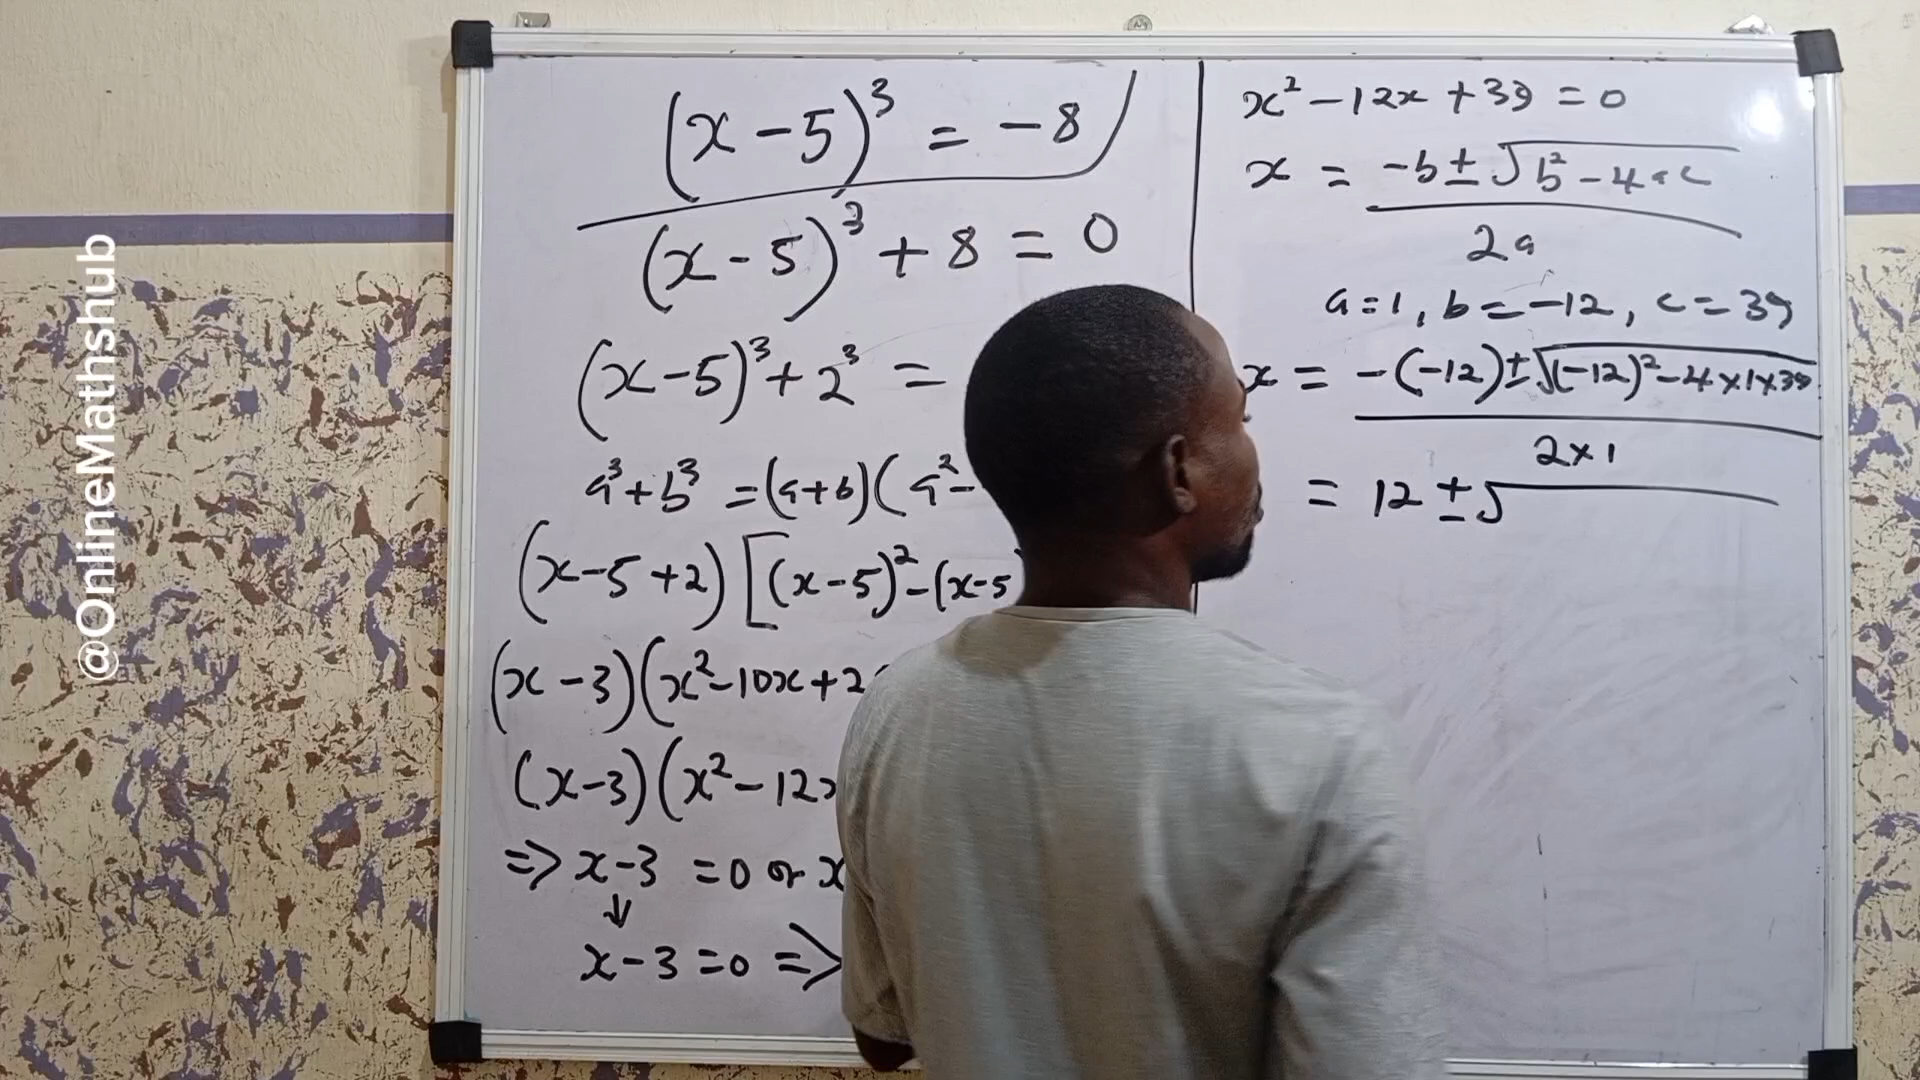 @OnlineMathshub
(x - 5)³ = -8
(x - 5)³ + 8 = 0
(x - 5)³ + 2³ =
a³ + b³ = (a + b)(a² -
(x - 5 + 2)[(x - 5)² - (x - 5
(x - 3)(x² - 10x + 2
(x - 3)(x² - 12x
=> x - 3 = 0 or x
↓
x - 3 = 0 =>
x² - 12x + 39 = 0
x = -b ± √b² - 4ac
2a
a = 1, b = -12, c = 39
x = -(-12) ± √(-12)² - 4 × 1 × 39
2 × 1
= 12 ± √